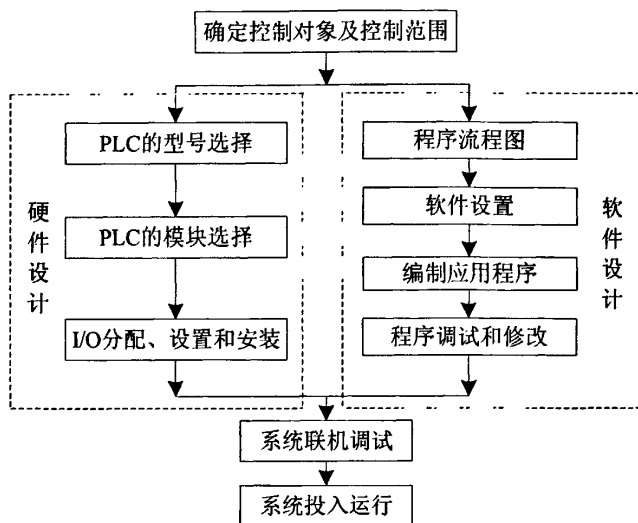 确定控制对象及控制范围
硬件设计
PLC的型号选择
PLC的模块选择
I/O分配、设置和安装
程序流程图
软件设置
编制应用程序
程序调试和修改
软件设计
系统联机调试
系统投入运行